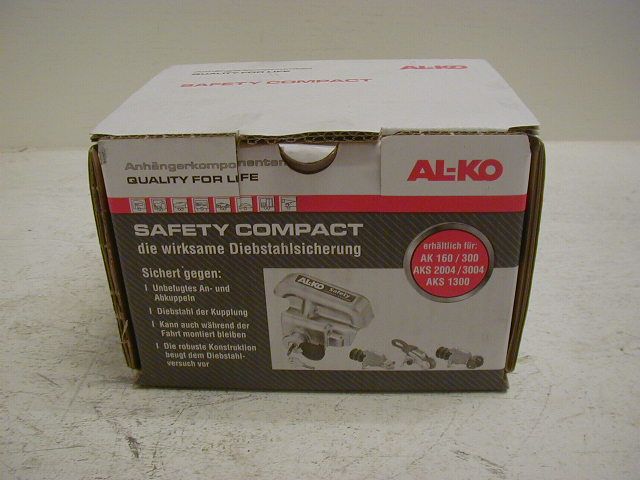 Anhängerkomponenten
QUALITY FOR LIFE
SAFETY COMPACT
AL-KO
Anhängerkomponenten
QUALITY FOR LIFE
AL-KO
SAFETY COMPACT
die wirksame Diebstahlsicherung
Sichert gegen:
Unbefugtes An- und
Abkuppeln
Diebstahl der Kupplung
Kann auch während der
Fahrt montiert bleiben
Die robuste Konstruktion
beugt dem Diebstahl-
versuch vor
erhältlich für:
AK 160 / 300
AKS 2004 / 3004
AKS 1300
AL-KO
Safety